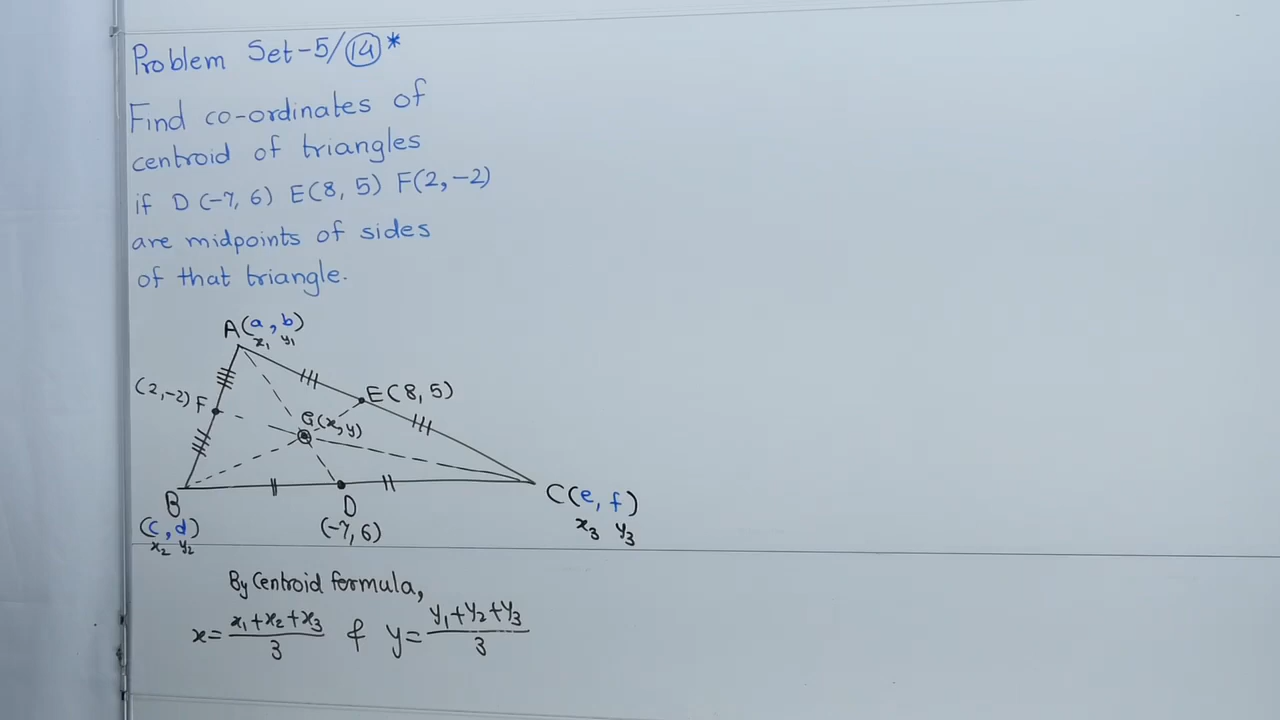 Problem Set-5/14*
Find co-ordinates of
centroid of triangles
if D (-7, 6) E(8, 5) F(2, -2)
are midpoints of sides
of that triangle.
A(a, b)
x₁ y₁
(2, -2) F
E(8, 5)
G(x, y)
B
(c, d)
x₂ y₂
D
(-7, 6)
C(e, f)
x₃ y₃
By Centroid formula,
x = x₁+x₂+x₃/3 & y = y₁+y₂+y₃/3